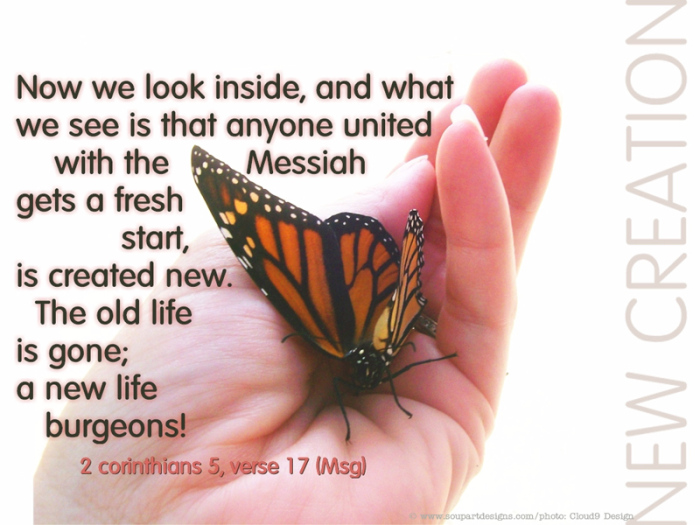 Now we look inside, and what
we see is that anyone united
with the Messiah
gets a fresh
start,
is created new.
The old life
is gone;
a new life
burgeons!
2 corinthians 5, verse 17 (Msg)
© www.soupartdesigns.com/photo: Cloud9 Design
NEW CREATION